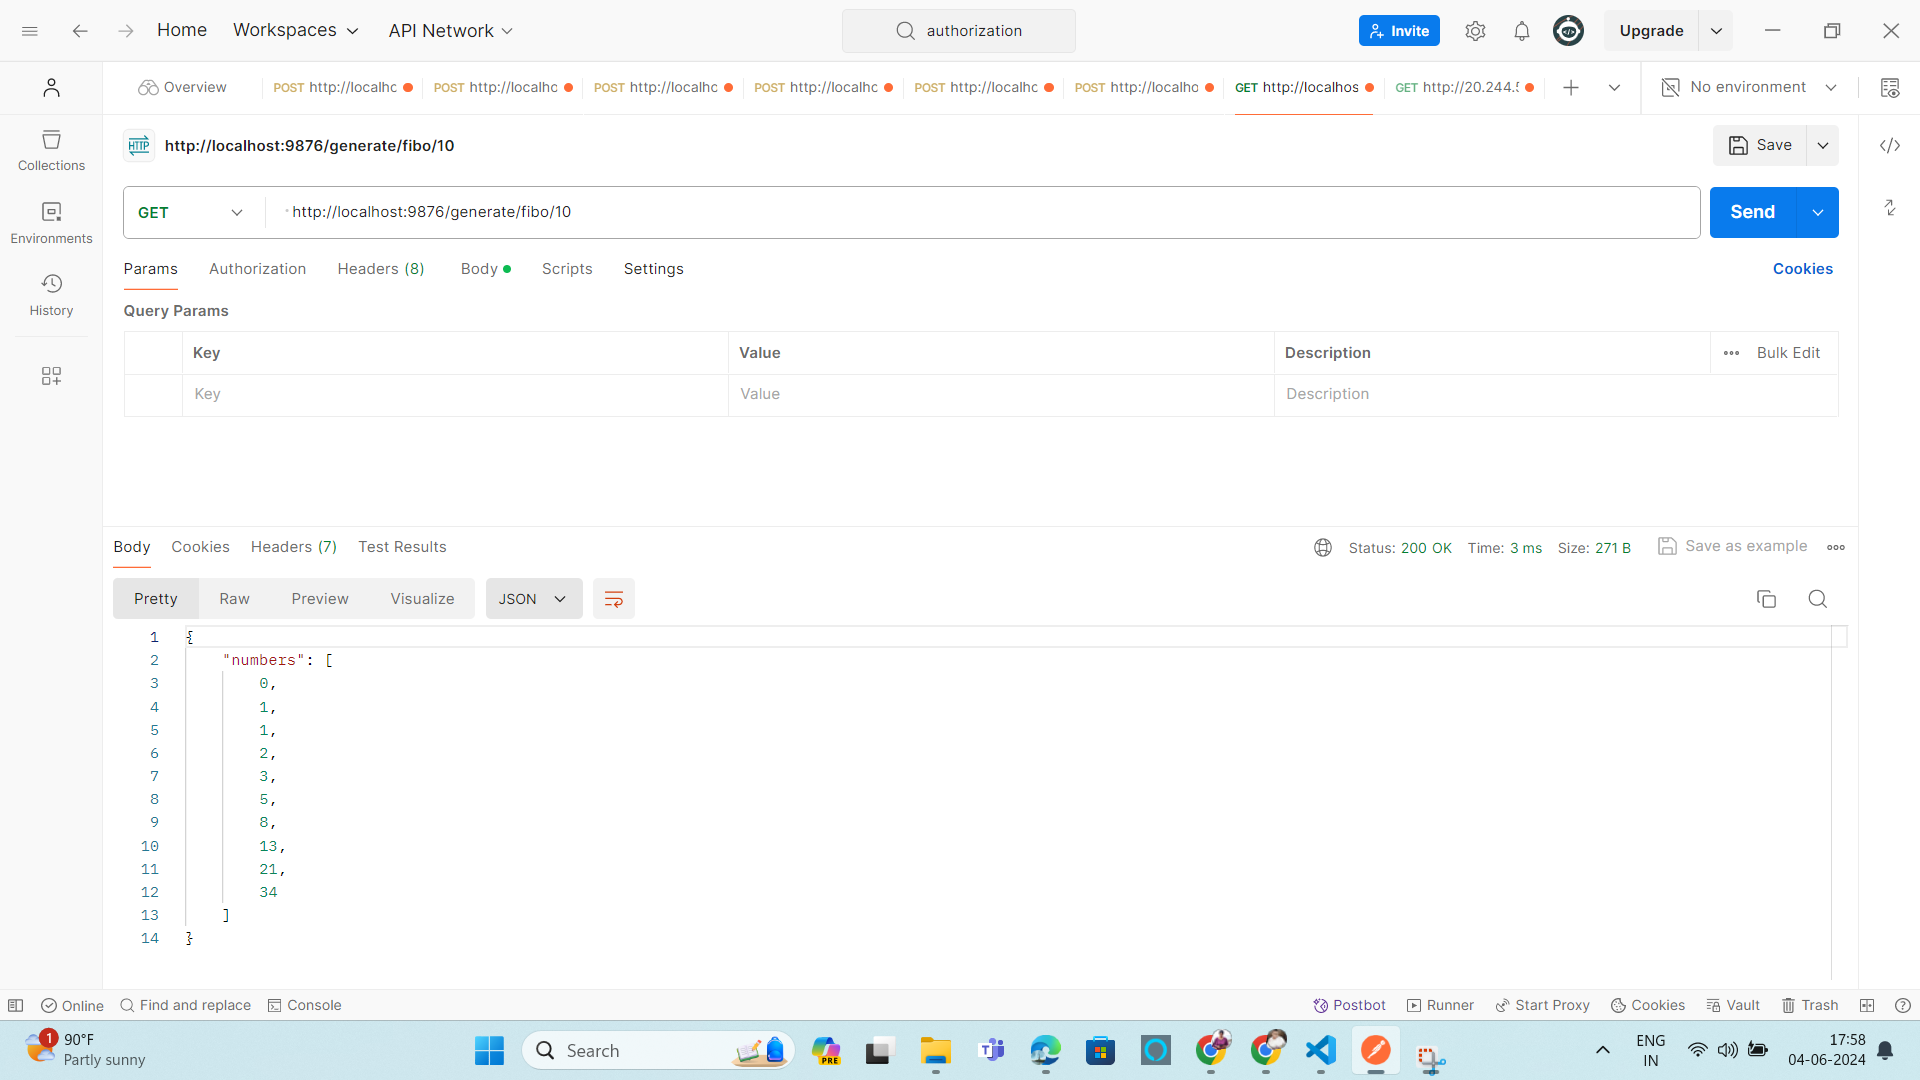 Home Workspaces API Network authorization Invite Upgrade
Overview POST http://localhc POST http://localhc POST http://localhc POST http://localhc POST http://localhc POST http://localho GET http://localhos GET http://20.244.5 No environment
HTTP http://localhost:9876/generate/fibo/10 Save
Collections
GET http://localhost:9876/generate/fibo/10 Send
Environments
Params Authorization Headers (8) Body Scripts Settings Cookies
History
Query Params
Key Value Description Bulk Edit
Key Value Description
Body Cookies Headers (7) Test Results Status: 200 OK Time: 3 ms Size: 271 B Save as example
Pretty Raw Preview Visualize JSON
1 {
2 "numbers": [
3 0,
4 1,
5 1,
6 2,
7 3,
8 5,
9 8,
10 13,
11 21,
12 34
13 ]
14 }
Online Find and replace Console Postbot Runner Start Proxy Cookies Vault Trash
1 90°F
Partly sunny
Search
PRE
ENG
IN
17:58
04-06-2024